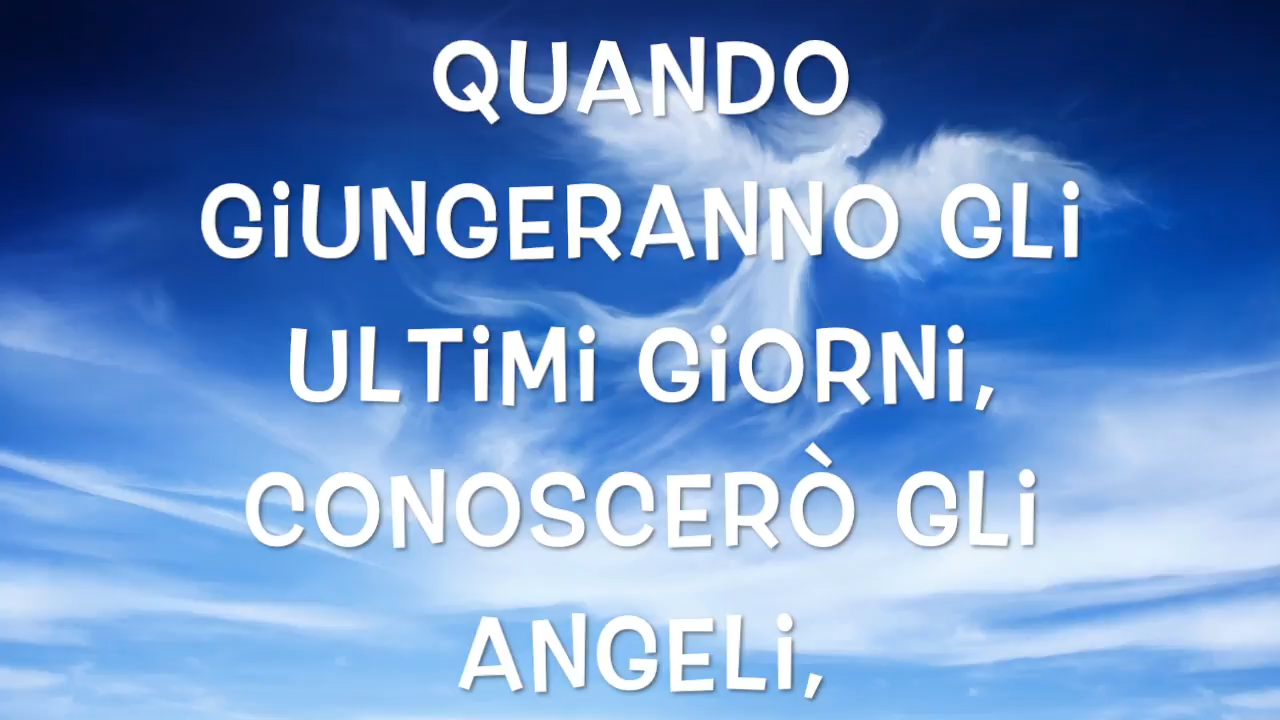 QUANDO
GiUNGERANNO GLi
ULTiMi GiORNi,
CONOSCERÒ GLi
ANGELi,